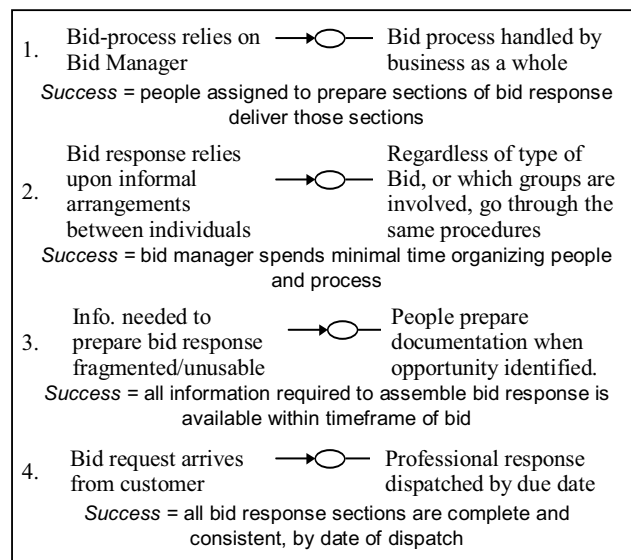 1. Bid-process relies on Bid process handled by
Bid Manager business as a whole
Success = people assigned to prepare sections of bid response
deliver those sections
Bid response relies Regardless of type of
2. upon informal Bid, or which groups are
arrangements involved, go through the
between individuals same procedures
Success = bid manager spends minimal time organizing people
and process
Info. needed to People prepare
3. prepare bid response documentation when
fragmented/unusable opportunity identified.
Success = all information required to assemble bid response is
available within timeframe of bid
4. Bid request arrives Professional response
from customer dispatched by due date
Success = all bid response sections are complete and
consistent, by date of dispatch